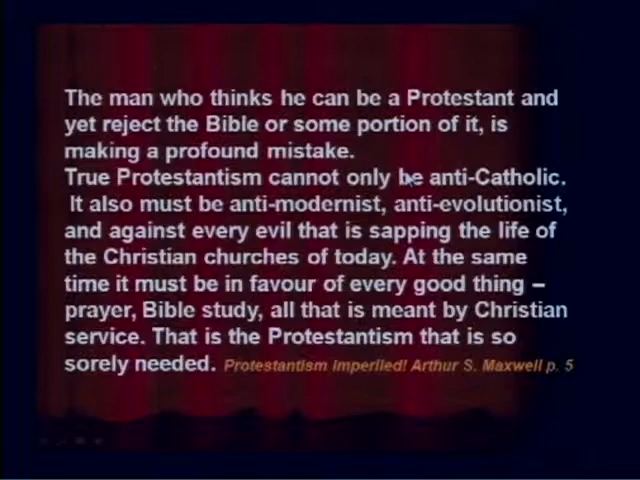 The man who thinks he can be a Protestant and
yet reject the Bible or some portion of it, is
making a profound mistake.
True Protestantism cannot only be anti-Catholic.
It also must be anti-modernist, anti-evolutionist,
and against every evil that is sapping the life of
the Christian churches of today. At the same
time it must be in favour of every good thing –
prayer, Bible study, all that is meant by Christian
service. That is the Protestantism that is so
sorely needed. Protestantism Imperiled! Arthur S. Maxwell p. 5